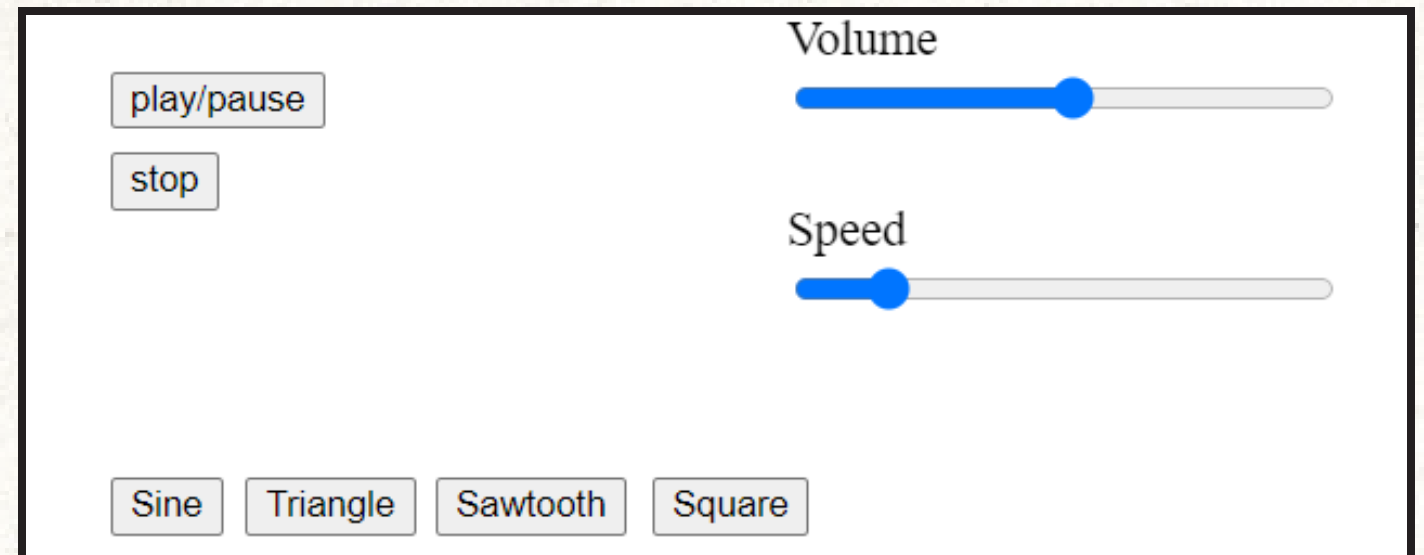 Volume
play/pause
stop
Speed
Sine Triangle Sawtooth Square